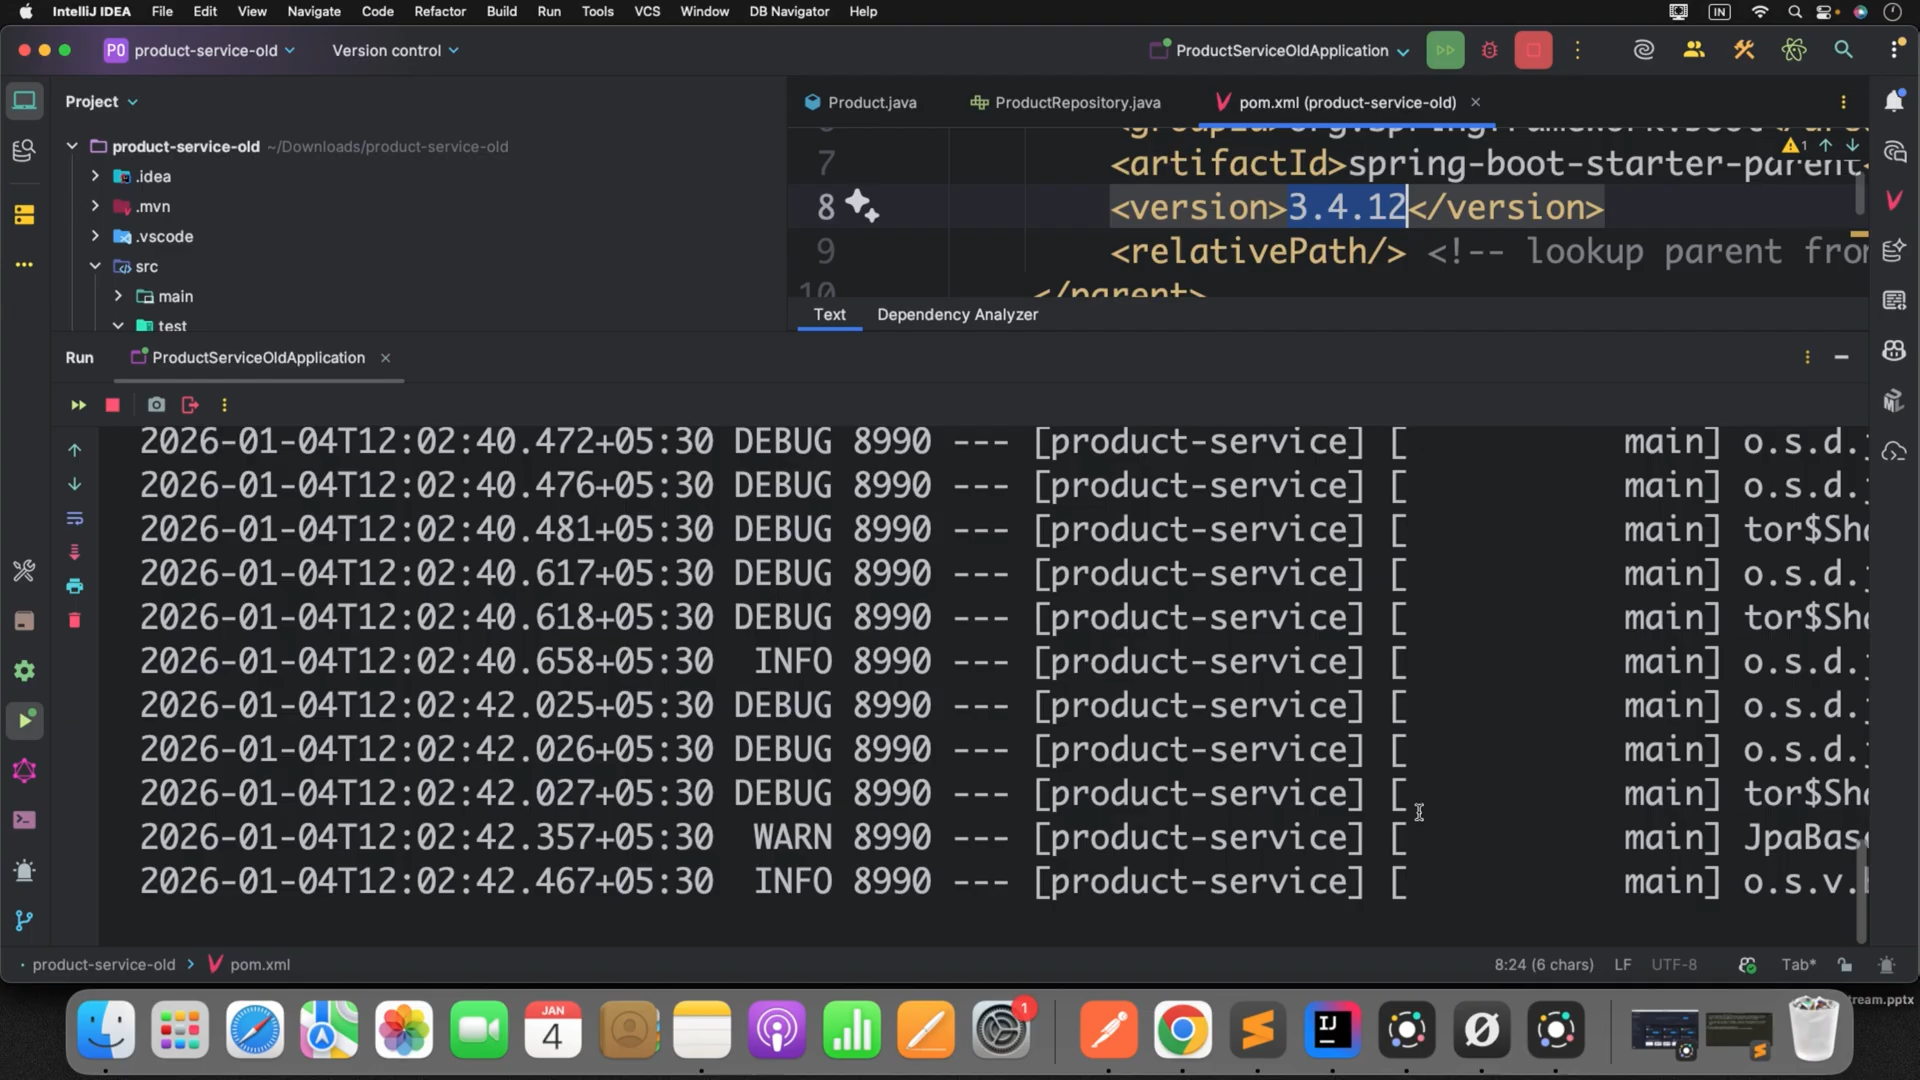 IntelliJ IDEA File Edit View Navigate Code Refactor Build Run Tools VCS Window DB Navigator Help IN
PO product-service-old Version control ProductServiceOldApplication
Project
Product.java ProductRepository.java pom.xml (product-service-old)
product-service-old ~/Downloads/product-service-old
.idea
.mvn
.vscode
src
main
test
7 <artifactId>spring-boot-starter-parent
8 <version>3.4.12</version>
9 <relativePath/> <!-- lookup parent from
10 </parent>
1
Text Dependency Analyzer
Run ProductServiceOldApplication
2026-01-04T12:02:40.472+05:30 DEBUG 8990 --- [product-service] [ main] o.s.d.
2026-01-04T12:02:40.476+05:30 DEBUG 8990 --- [product-service] [ main] o.s.d.
2026-01-04T12:02:40.481+05:30 DEBUG 8990 --- [product-service] [ main] tor$Sha
2026-01-04T12:02:40.617+05:30 DEBUG 8990 --- [product-service] [ main] o.s.d.
2026-01-04T12:02:40.618+05:30 DEBUG 8990 --- [product-service] [ main] tor$Sha
2026-01-04T12:02:40.658+05:30 INFO 8990 --- [product-service] [ main] o.s.d.
2026-01-04T12:02:42.025+05:30 DEBUG 8990 --- [product-service] [ main] o.s.d.
2026-01-04T12:02:42.026+05:30 DEBUG 8990 --- [product-service] [ main] o.s.d.
2026-01-04T12:02:42.027+05:30 DEBUG 8990 --- [product-service] [ main] tor$Sha
2026-01-04T12:02:42.357+05:30 WARN 8990 --- [product-service] [ main] JpaBas
2026-01-04T12:02:42.467+05:30 INFO 8990 --- [product-service] [ main] o.s.v.
product-service-old > pom.xml 8:24 (6 chars) LF UTF-8 Tab*
tream.pptx
JAN
4
1
IJ